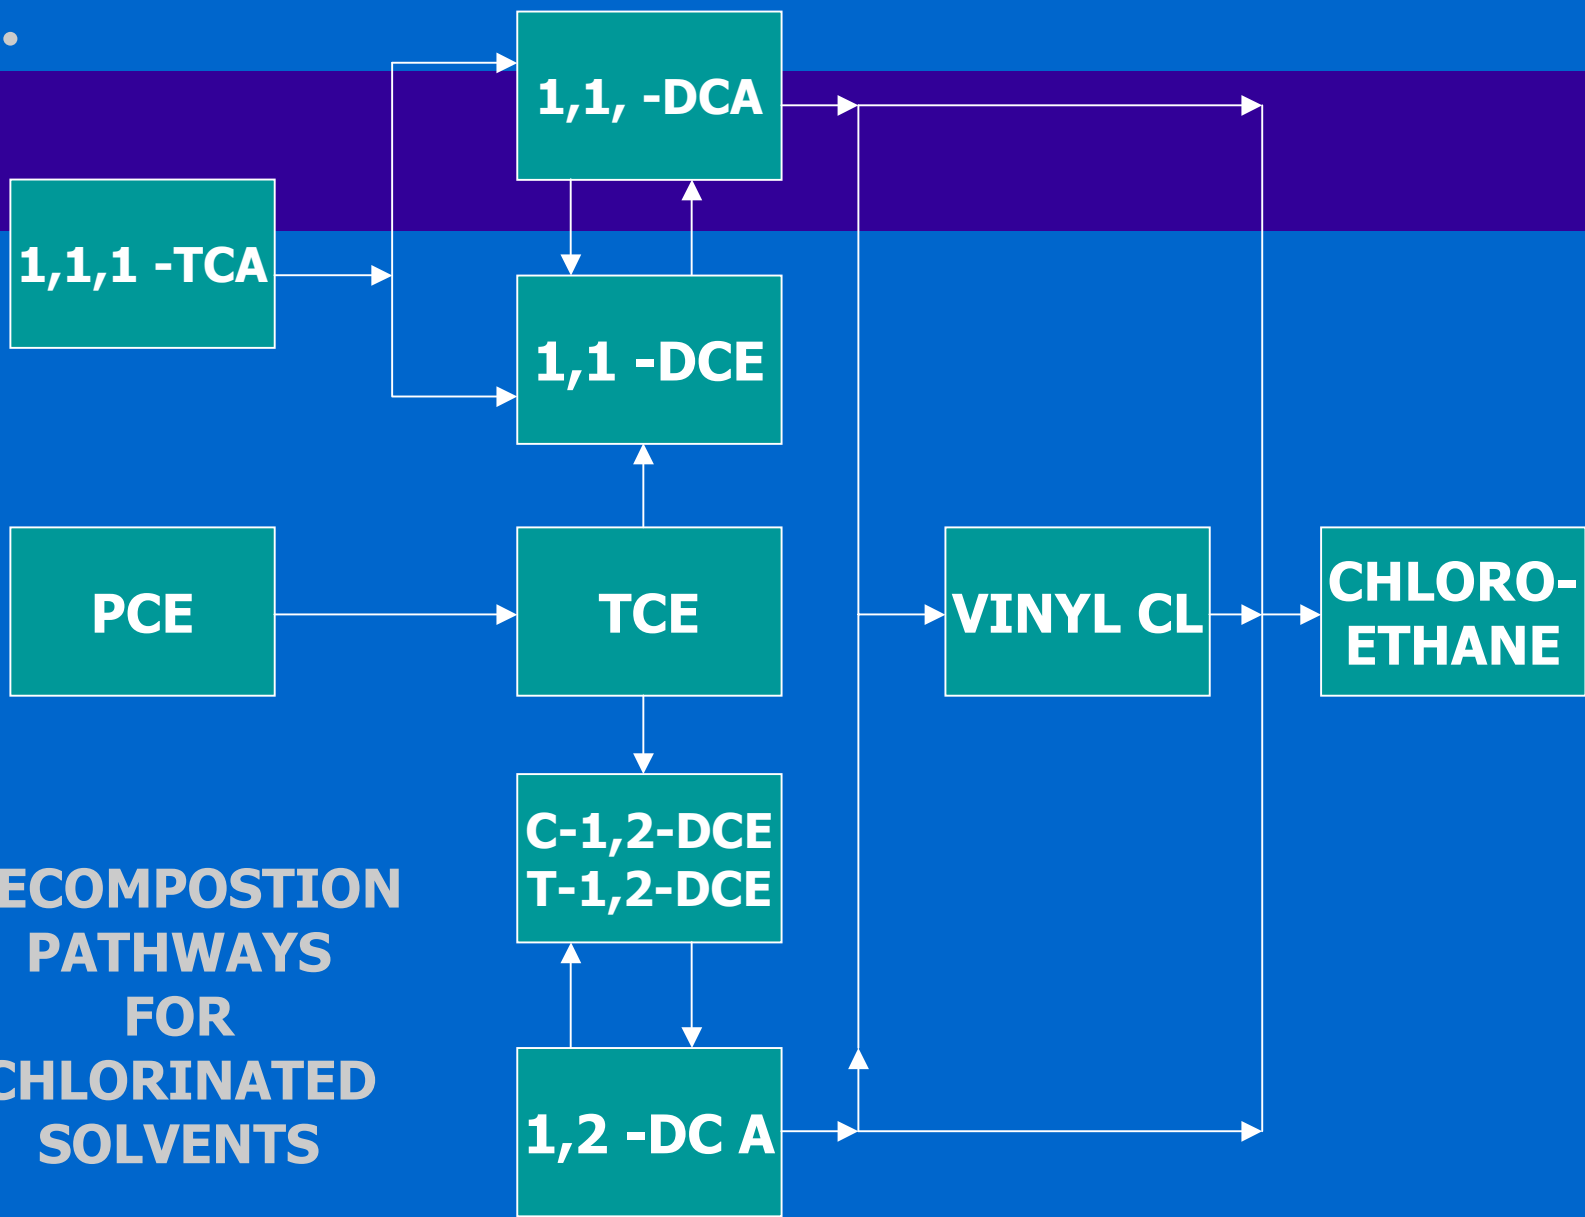 1,1, -DCA
1,1,1 -TCA
1,1 -DCE
PCE
TCE
VINYL CL
CHLORO-
ETHANE
C-1,2-DCE
T-1,2-DCE
ECOMPOSTION
PATHWAYS
FOR
CHLORINATED
SOLVENTS
1,2 -DC A